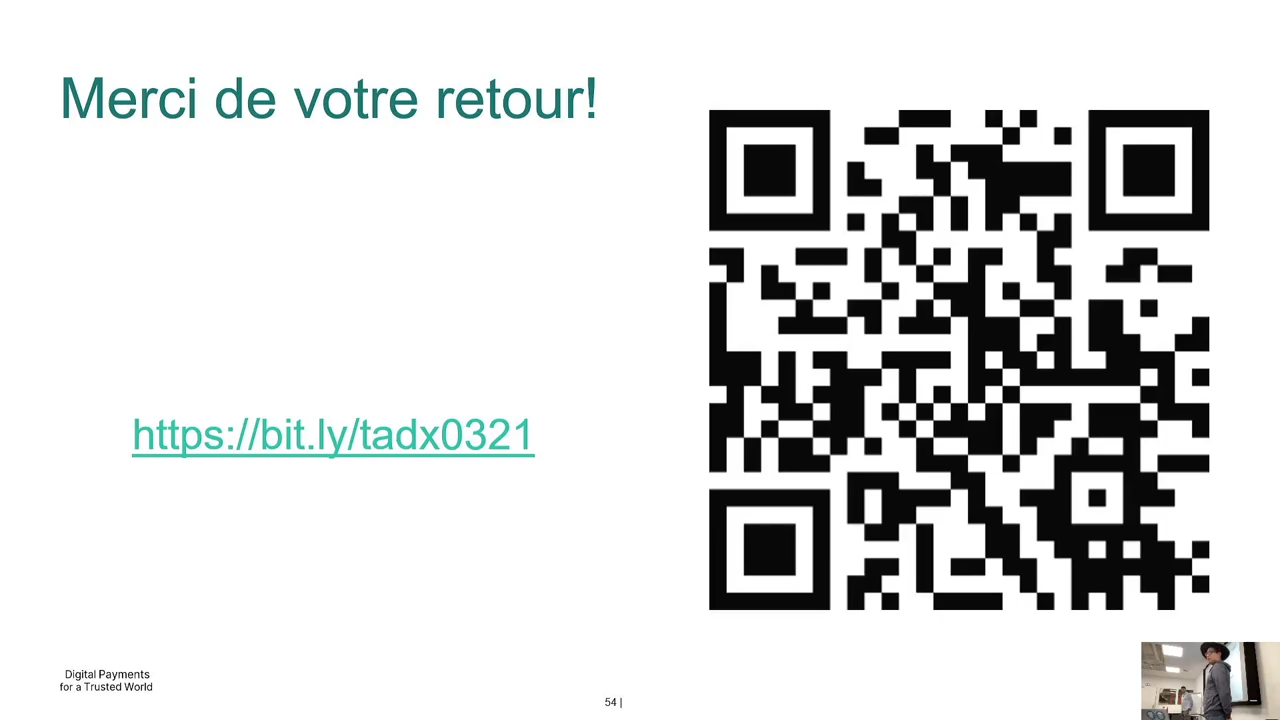 Merci de votre retour!
https://bit.ly/tadx0321
Digital Payments
for a Trusted World
54 |